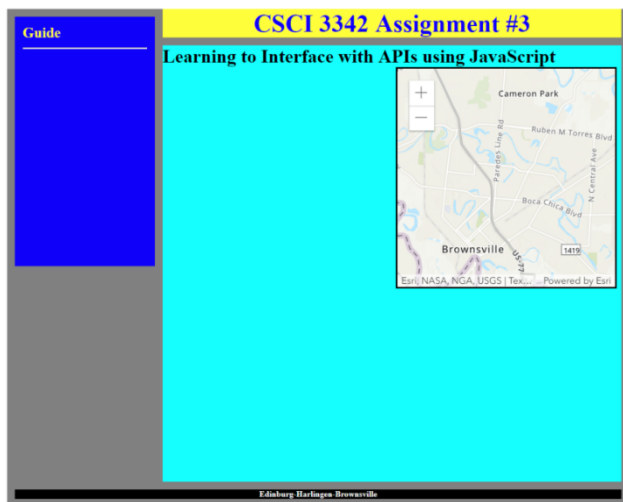 Guide
CSCI 3342 Assignment #3
Learning to Interface with APIs using JavaScript
+
Cameron Park
−
Ruben M Torres Blvd
Paredes Line Rd
N Central Ave
Boca Chica Blvd
Brownsville
US-77
1419
Esri, NASA, NGA, USGS | Tex... Powered by Esri
Edinburg-Harlingen-Brownsville